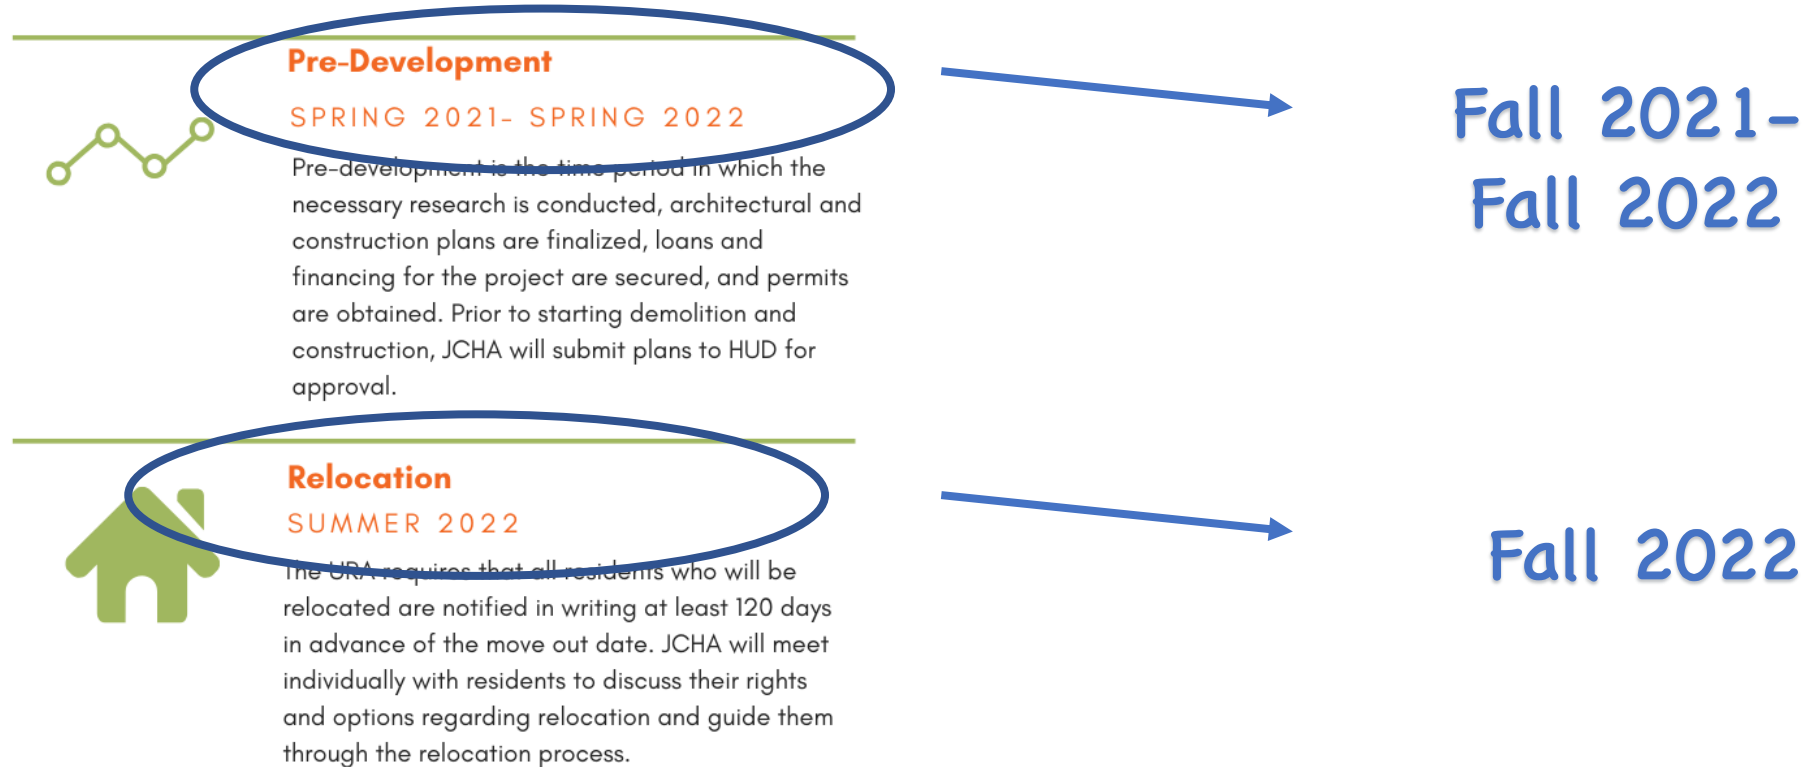 Pre-Development
SPRING 2021- SPRING 2022
Pre-development is the time period in which the
necessary research is conducted, architectural and
construction plans are finalized, loans and
financing for the project are secured, and permits
are obtained. Prior to starting demolition and
construction, JCHA will submit plans to HUD for
approval.
Fall 2021-
Fall 2022
Relocation
SUMMER 2022
The URA requires that all residents who will be
relocated are notified in writing at least 120 days
in advance of the move out date. JCHA will meet
individually with residents to discuss their rights
and options regarding relocation and guide them
through the relocation process.
Fall 2022